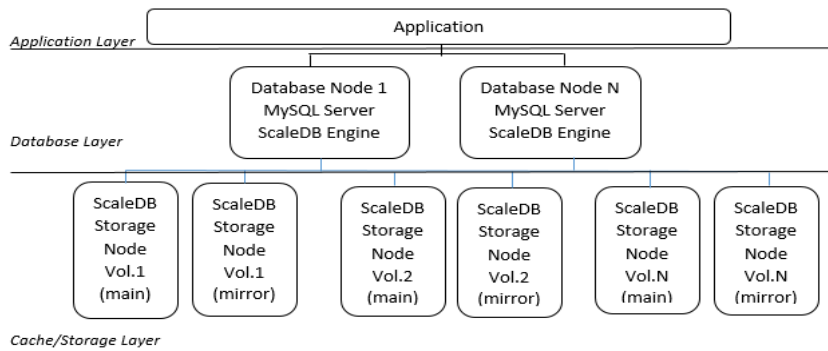 Application
Application Layer
Database Node 1
MySQL Server
ScaleDB Engine
Database Node N
MySQL Server
ScaleDB Engine
Database Layer
ScaleDB
Storage
Node
Vol.1
(main)
ScaleDB
Storage
Node
Vol.1
(mirror)
ScaleDB
Storage
Node
Vol.2
(main)
ScaleDB
Storage
Node
Vol.2
(mirror)
ScaleDB
Storage
Node
Vol.N
(main)
ScaleDB
Storage
Node
Vol.N
(mirror)
Cache/Storage Layer